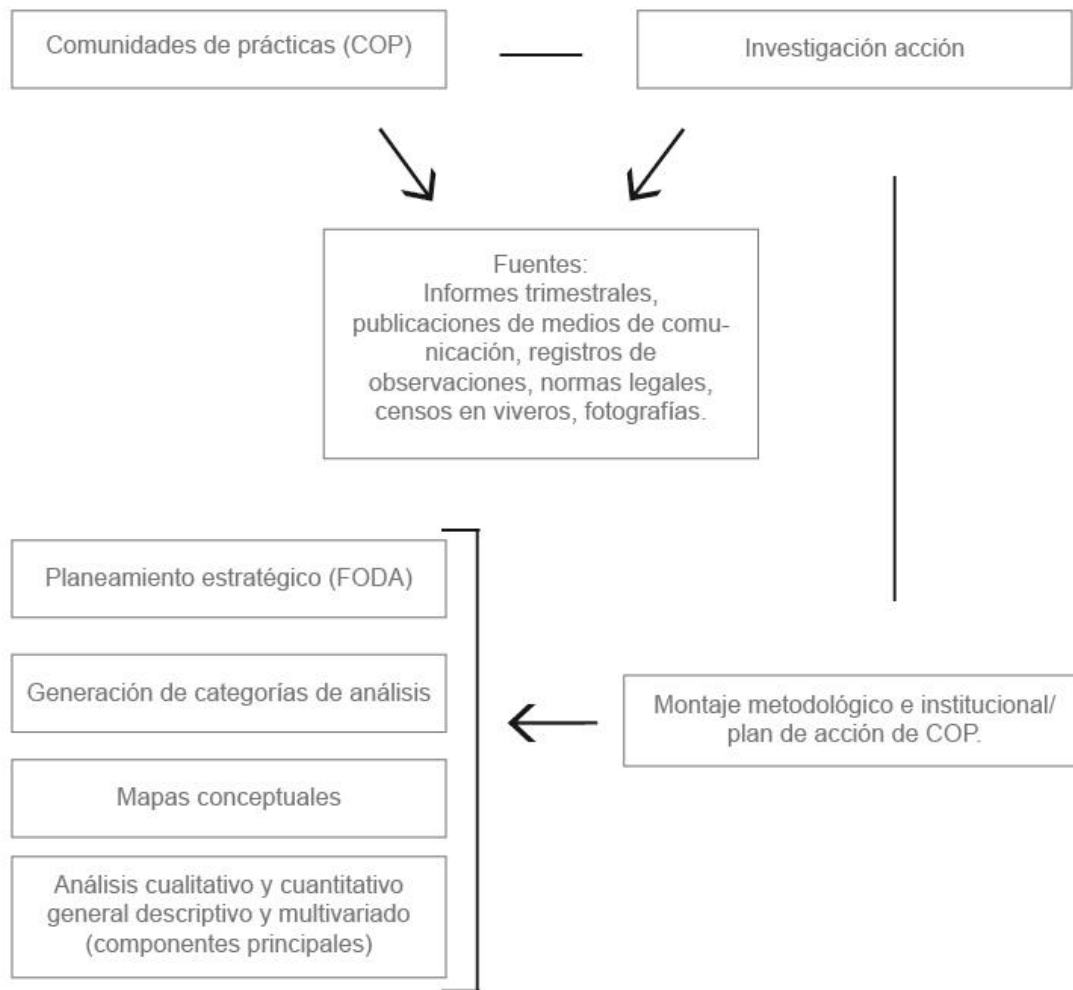 Comunidades de prácticas (COP)
Investigación acción
Fuentes:
Informes trimestrales,
publicaciones de medios de comu-
nicación, registros de
observaciones, normas legales,
censos en viveros, fotografías.
Planeamiento estratégico (FODA)
Generación de categorías de análisis
Mapas conceptuales
Análisis cualitativo y cuantitativo
general descriptivo y multivariado
(componentes principales)
Montaje metodológico e institucional/
plan de acción de COP.